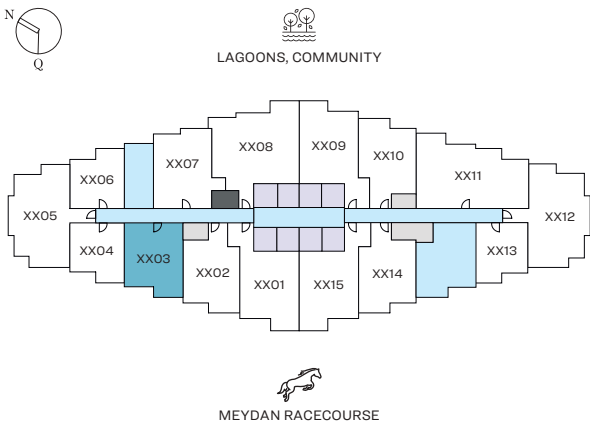 N
Q
LAGOONS, COMMUNITY
XX08
XX09
XX07
XX10
XX06
XX11
XX05
XX12
XX04
XX03
XX02
XX01
XX15
XX14
XX13
MEYDAN RACECOURSE